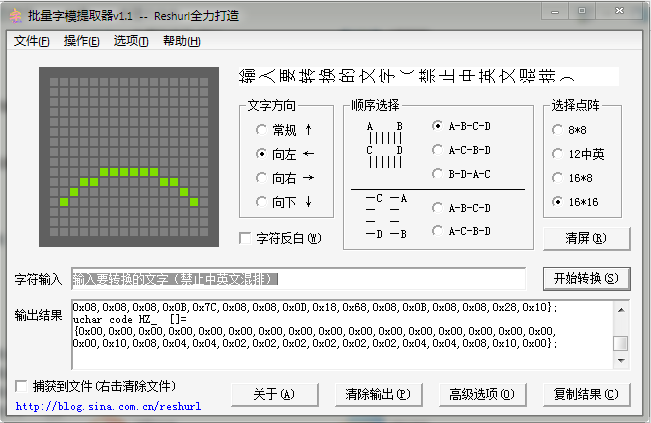 批量字模提取器v1.1 -- Reshurl全力打造
文件(F) 操作(E) 选项(T) 帮助(H)
输入要转换的文字（禁止中英文混排）
文字方向
常规 ↑
向左 ←
向右 →
向下 ↓
文字反白(W)
顺序选择
A B
C D
C A
D B
A-B-C-D
A-C-B-D
B-D-A-C
A-B-C-D
A-C-B-D
选择点阵
8*8
12中英
16*8
16*16
清屏(R)
字符输入 输入要转换的文字（禁止中英文混排） 开始转换(S)
输出结果
0x08,0x08,0x08,0x0B,0x7C,0x08,0x08,0x0D,0x18,0x68,0x08,0x0B,0x08,0x08,0x28,0x10};
uchar code HZ_ []=
{0x00,0x00,0x00,0x00,0x00,0x00,0x00,0x00,0x00,0x00,0x00,0x00,0x00,0x00,0x00,0x00,
0x00,0x10,0x08,0x04,0x04,0x02,0x02,0x02,0x02,0x02,0x04,0x04,0x08,0x10,0x00};
捕获到文件(右击清除文件)
http://blog.sina.com.cn/reshurl
关于(A) 清除输出(P) 高级选项(O) 复制结果(C)